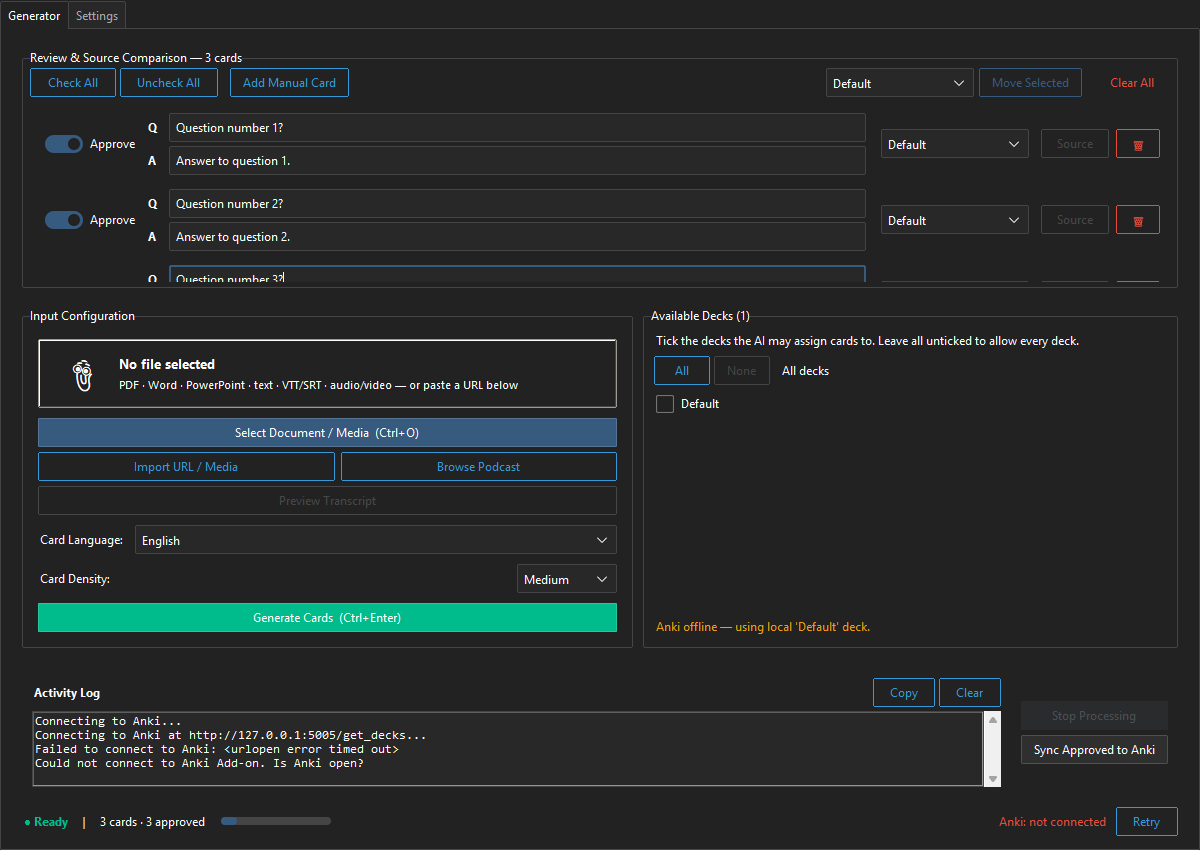 Generator Settings
Review & Source Comparison — 3 cards
Check All Uncheck All Add Manual Card Default Move Selected Clear All
Q Question number 1?
Approve Default Source
A Answer to question 1.
Q Question number 2?
Approve Default Source
A Answer to question 2.
Q Question number 3?
Input Configuration
No file selected
PDF · Word · PowerPoint · text · VTT/SRT · audio/video — or paste a URL below
Select Document / Media (Ctrl+O)
Import URL / Media Browse Podcast
Preview Transcript
Card Language: English
Card Density: Medium
Generate Cards (Ctrl+Enter)
Available Decks (1)
Tick the decks the AI may assign cards to. Leave all unticked to allow every deck.
All None All decks
Default
Anki offline — using local 'Default' deck.
Activity Log Copy Clear
Connecting to Anki...
Connecting to Anki at http://127.0.0.1:5005/get_decks...
Failed to connect to Anki: <urlopen error timed out>
Could not connect to Anki Add-on. Is Anki open?
Stop Processing
Sync Approved to Anki
● Ready | 3 cards · 3 approved Anki: not connected Retry